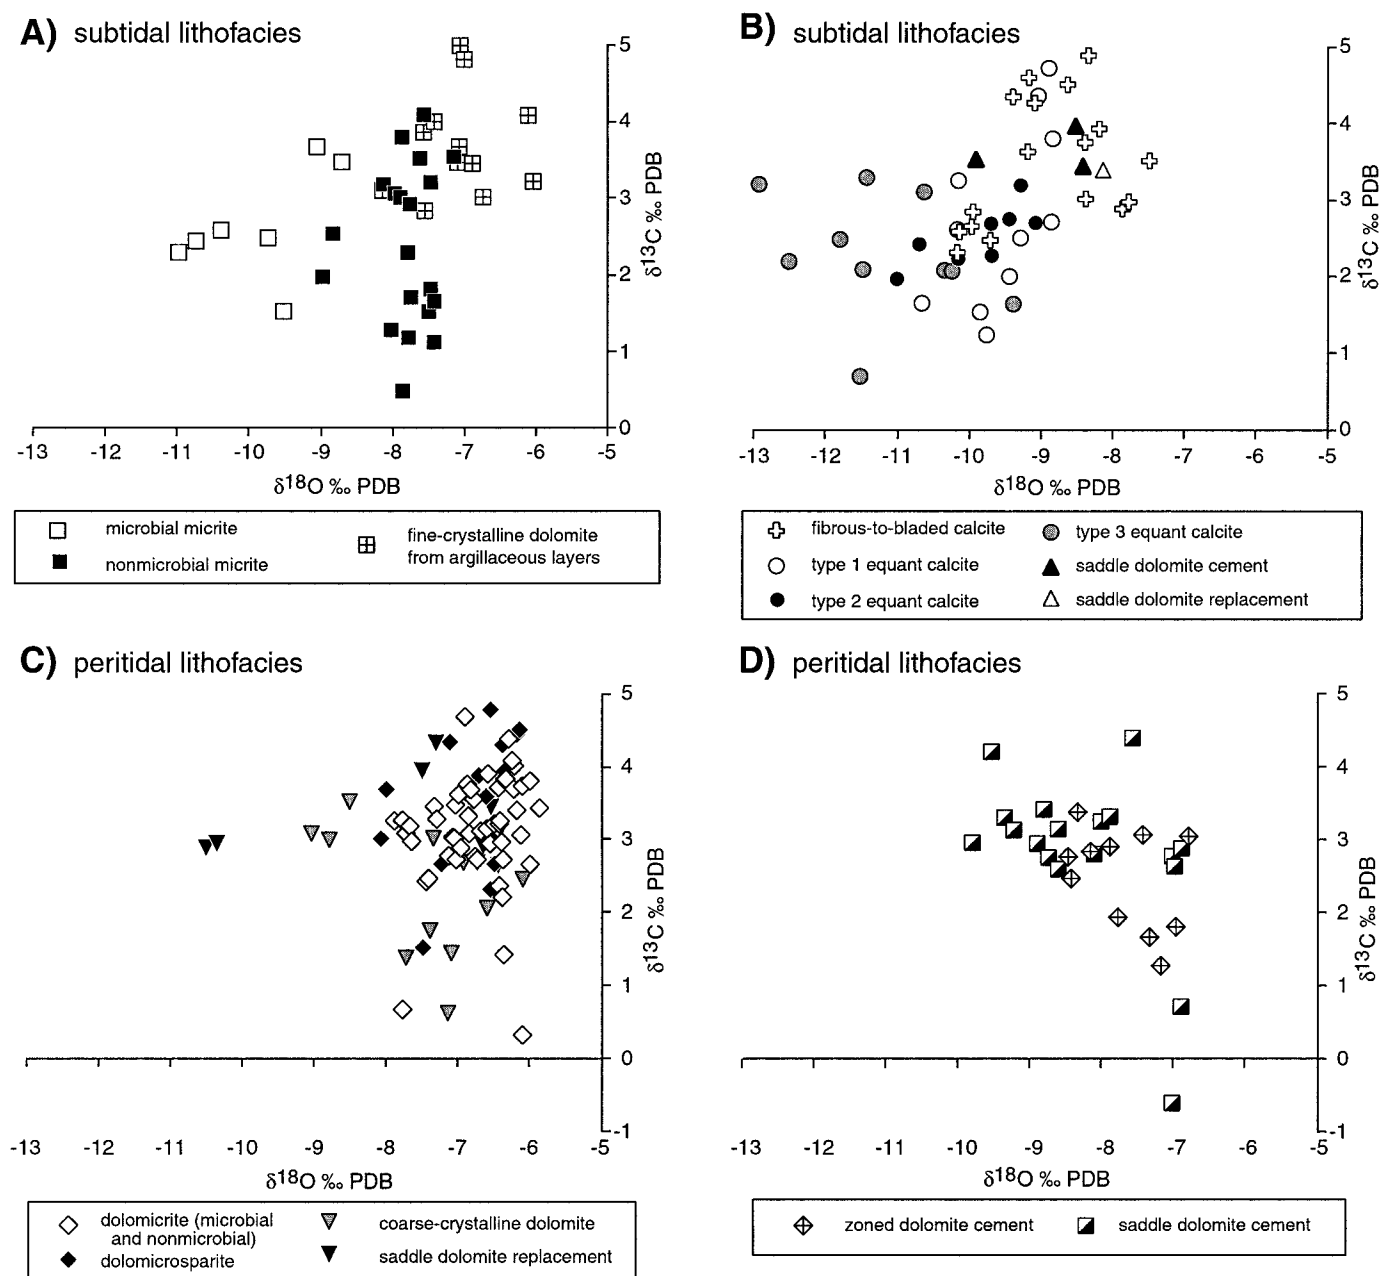 A) subtidal lithofacies
5
4
3
2
1
0
δ13C ‰ PDB
-13 -12 -11 -10 -9 -8 -7 -6 -5
δ18O ‰ PDB
microbial micrite
nonmicrobial micrite
fine-crystalline dolomite
from argillaceous layers
B) subtidal lithofacies
5
4
3
2
1
0
δ13C ‰ PDB
-13 -12 -11 -10 -9 -8 -7 -6 -5
δ18O ‰ PDB
fibrous-to-bladed calcite
type 1 equant calcite
type 2 equant calcite
type 3 equant calcite
saddle dolomite cement
saddle dolomite replacement
C) peritidal lithofacies
5
4
3
2
1
0
-1
δ13C ‰ PDB
-13 -12 -11 -10 -9 -8 -7 -6 -5
δ18O ‰ PDB
dolomicrite (microbial
and nonmicrobial)
dolomicrosparite
coarse-crystalline dolomite
saddle dolomite replacement
D) peritidal lithofacies
5
4
3
2
1
0
-1
δ13C ‰ PDB
-13 -12 -11 -10 -9 -8 -7 -6 -5
δ18O ‰ PDB
zoned dolomite cement
saddle dolomite cement